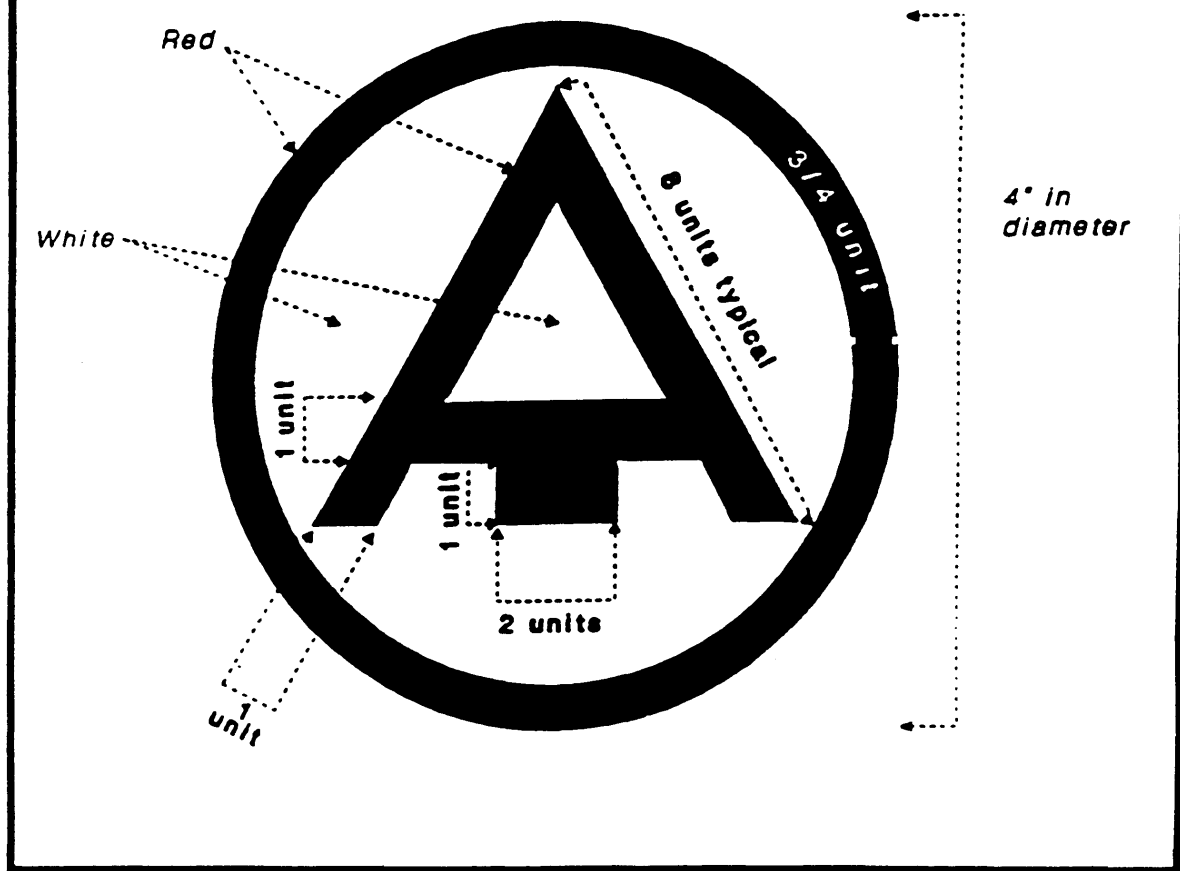 Red
3/4 unit
4" in
diameter
8 units typical
White
1 unit
1 unit
2 units
1
unit